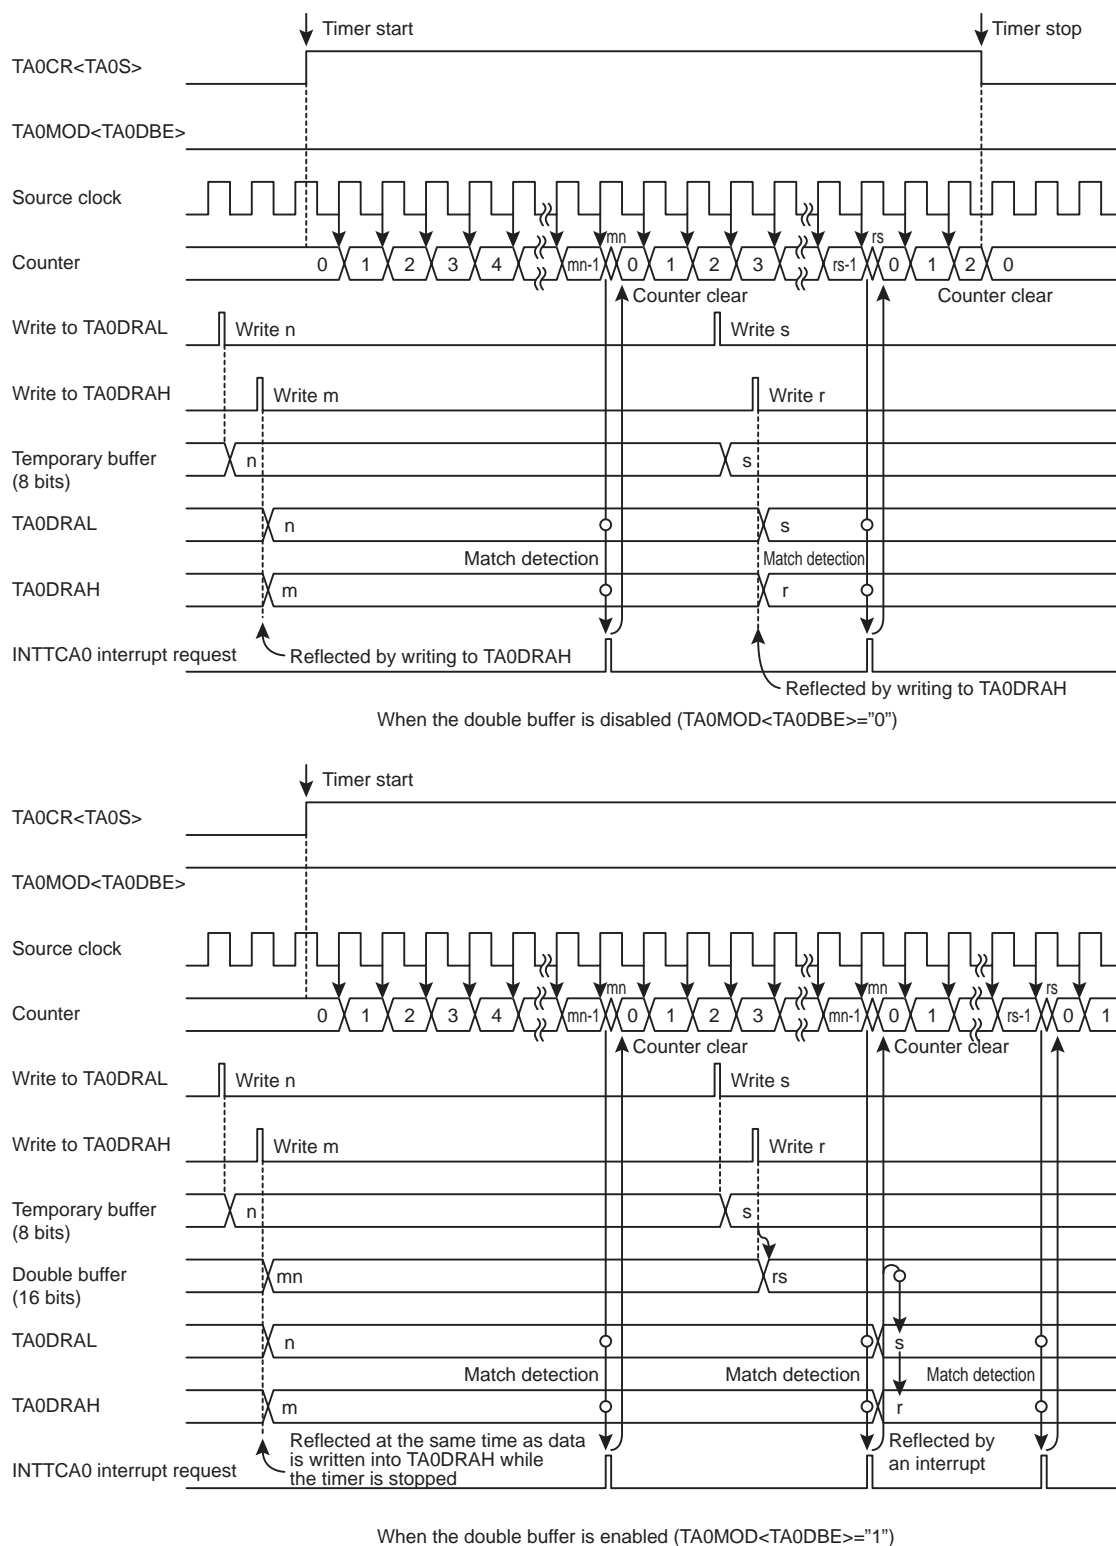 Timer start
Timer stop
TA0CR<TA0S>
TA0MOD<TA0DBE>
Source clock
mn rs
Counter 0 1 2 3 4 mn-1 0 1 2 3 rs-1 0 1 2 0
Counter clear Counter clear
Write to TA0DRAL Write n Write s
Write to TA0DRAH Write m Write r
Temporary buffer
(8 bits) n s
TA0DRAL n s
Match detection Match detection
TA0DRAH m r
INTTCA0 interrupt request Reflected by writing to TA0DRAH
Reflected by writing to TA0DRAH
When the double buffer is disabled (TA0MOD<TA0DBE>=”0”)
Timer start
TA0CR<TA0S>
TA0MOD<TA0DBE>
Source clock
mn mn rs
Counter 0 1 2 3 4 mn-1 0 1 2 3 mn-1 0 1 rs-1 0 1
Counter clear Counter clear
Write to TA0DRAL Write n Write s
Write to TA0DRAH Write m Write r
Temporary buffer
(8 bits) n s
Double buffer
(16 bits) mn rs
TA0DRAL n s
Match detection Match detection Match detection
TA0DRAH m r
Reflected at the same time as data
is written into TA0DRAH while
the timer is stopped
Reflected by
an interrupt
INTTCA0 interrupt request
When the double buffer is enabled (TA0MOD<TA0DBE>=”1”)